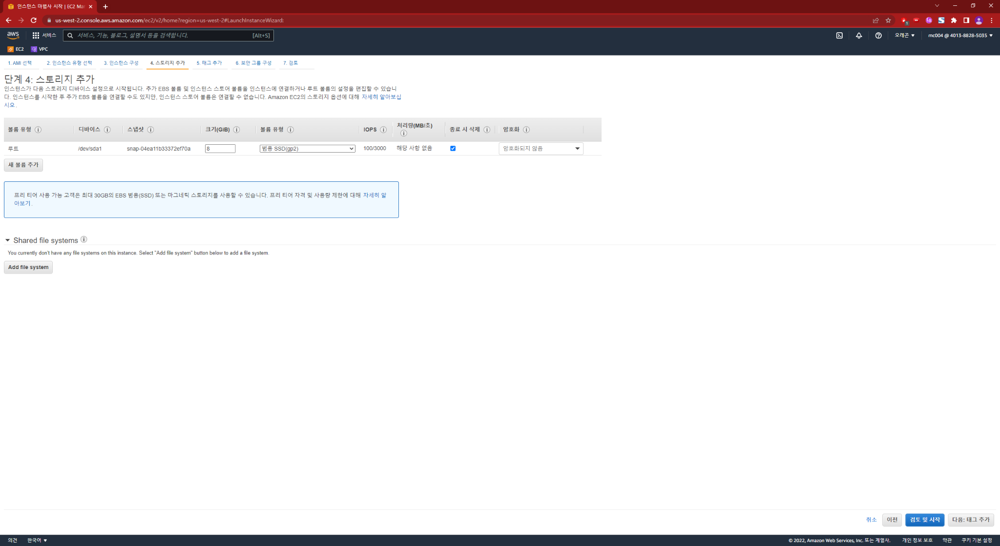 인스턴스 마법사 시작 | EC2 Mar
us-west-2.console.aws.amazon.com/ec2/v2/home?region=us-west-2#LaunchInstanceWizard:
1
aws
서비스
서비스, 기능, 블로그, 설명서 등을 검색합니다.
[Alt+S]
오레곤
mc004 @ 4013-8828-5035
EC2
VPC
1. AMI 선택
2. 인스턴스 유형 선택
3. 인스턴스 구성
4. 스토리지 추가
5. 태그 추가
6. 보안 그룹 구성
7. 검토
단계 4: 스토리지 추가
인스턴스가 다음 스토리지 디바이스 설정으로 시작됩니다. 추가 EBS 볼륨 및 인스턴스 스토어 볼륨을 인스턴스에 연결하거나 루트 볼륨의 설정을 편집할 수 있습니
다. 인스턴스를 시작한 후 추가 EBS 볼륨을 연결할 수도 있지만, 인스턴스 스토어 볼륨은 연결할 수 없습니다. Amazon EC2의 스토리지 옵션에 대해 자세히 알아보십
시오.
볼륨 유형
디바이스
스냅샷
크기(GiB)
볼륨 유형
IOPS
처리량(MB/초)
종료 시 삭제
암호화
루트
/dev/sda1
snap-04ea11b33372ef70a
8
범용 SSD(gp2)
100/3000
해당 사항 없음
암호화되지 않음
새 볼륨 추가
프리 티어 사용 가능 고객은 최대 30GB의 EBS 범용(SSD) 또는 마그네틱 스토리지를 사용할 수 있습니다. 프리 티어 자격 및 사용량 제한에 대해 자세히 알
아보기.
Shared file systems
You currently don't have any file systems on this instance. Select "Add file system" button below to add a file system.
Add file system
취소
이전
검토 및 시작
다음: 태그 추가
의견
한국어
© 2022, Amazon Web Services, Inc. 또는 계열사.
개인 정보 보호
약관
쿠키 기본 설정